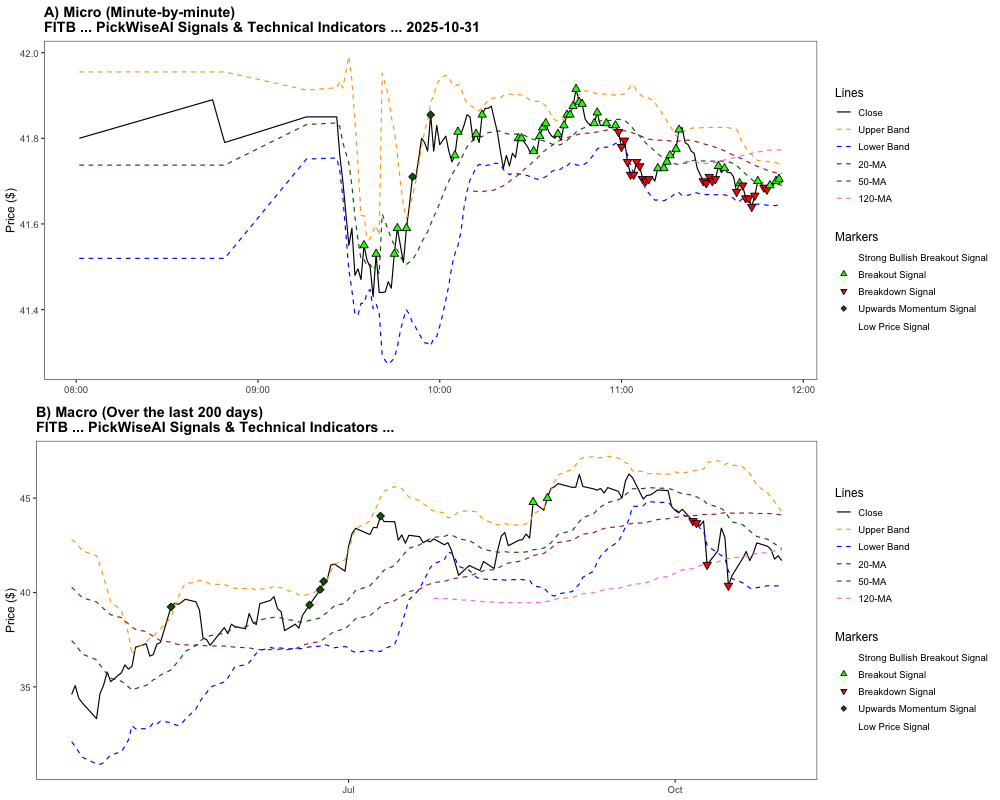 A) Micro (Minute-by-minute)
FITB ... PickWiseAI Signals & Technical Indicators ... 2025-10-31
42.0
41.8
41.6
41.4
Price ($)
08:00
09:00
10:00
11:00
12:00
Lines
Close
Upper Band
Lower Band
20-MA
50-MA
120-MA
Markers
Strong Bullish Breakout Signal
Breakout Signal
Breakdown Signal
Upwards Momentum Signal
Low Price Signal
B) Macro (Over the last 200 days)
FITB ... PickWiseAI Signals & Technical Indicators ...
45
40
35
Price ($)
Jul
Oct
Lines
Close
Upper Band
Lower Band
20-MA
50-MA
120-MA
Markers
Strong Bullish Breakout Signal
Breakout Signal
Breakdown Signal
Upwards Momentum Signal
Low Price Signal